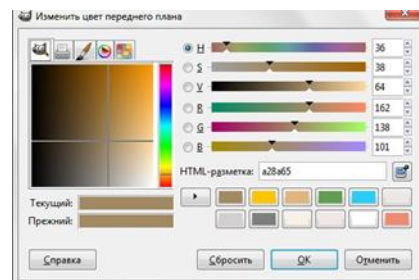 Изменить цвет переднего плана
H 36
S 38
V 64
R 162
G 138
B 101
HTML-разметка: a28a65
Текущий:
Прежний:
Справка Сбросить OK Отменить